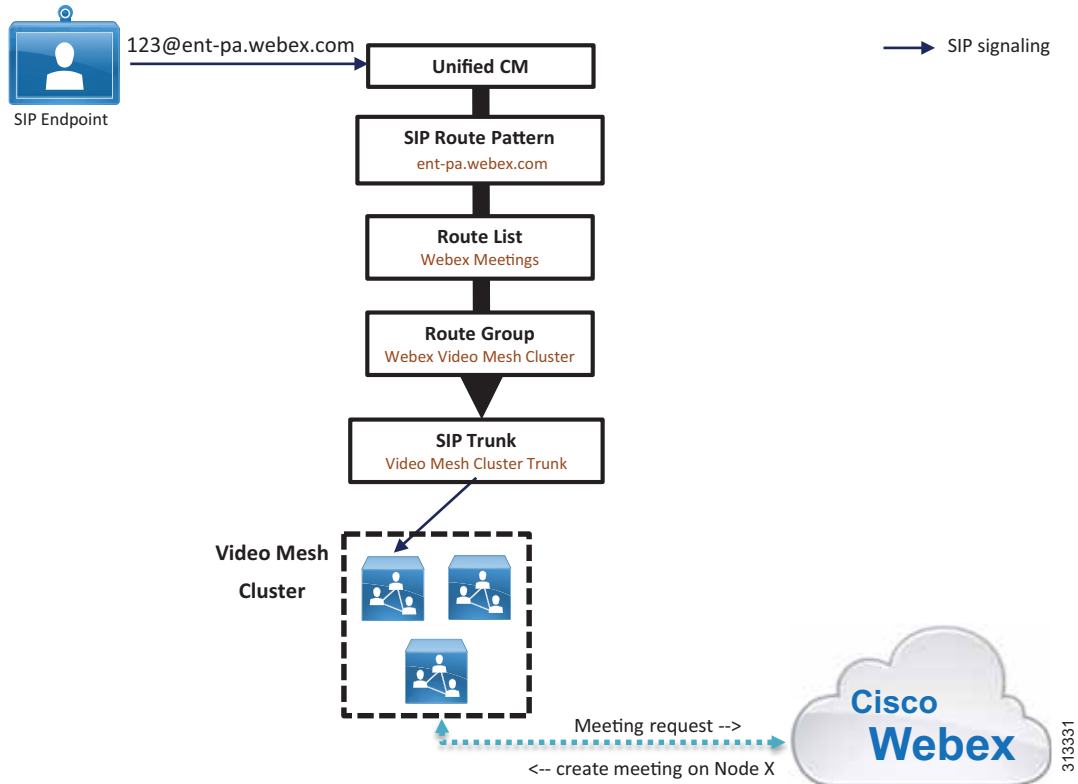 123@ent-pa.webex.com
SIP signaling
SIP Endpoint
Unified CM
SIP Route Pattern
ent-pa.webex.com
Route List
Webex Meetings
Route Group
Webex Video Mesh Cluster
SIP Trunk
Video Mesh Cluster Trunk
Video Mesh
Cluster
Meeting request -->
<-- create meeting on Node X
Cisco
Webex
313331